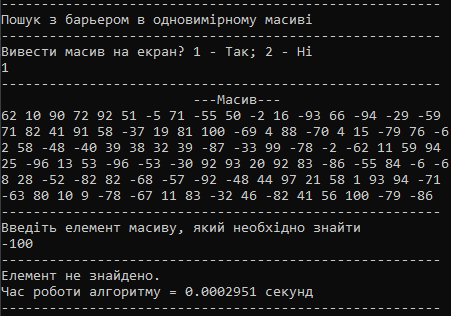 Пошук з барьером в одновимірному масиві
Вивести масив на екран? 1 - Так; 2 - Ні
1
---Масив---
62 10 90 72 92 51 -5 71 -55 50 -2 16 -93 66 -94 -29 -59
71 82 41 91 58 -37 19 81 100 -69 4 88 -70 4 15 -79 76 -6
2 58 -48 -40 39 38 32 39 -87 -33 99 -78 -2 -62 11 59 94
25 -96 13 53 -96 -53 -30 92 93 20 92 83 -86 -55 84 -6 -6
8 28 -52 -82 82 -68 -57 -92 -48 44 97 21 58 1 93 94 -71
-63 80 10 9 -78 -67 11 83 -32 46 -82 41 56 100 -79 -86
Введіть елемент масиву, який необхідно знайти
-100
Елемент не знайдено.
Час роботи алгоритму = 0.0002951 секунд